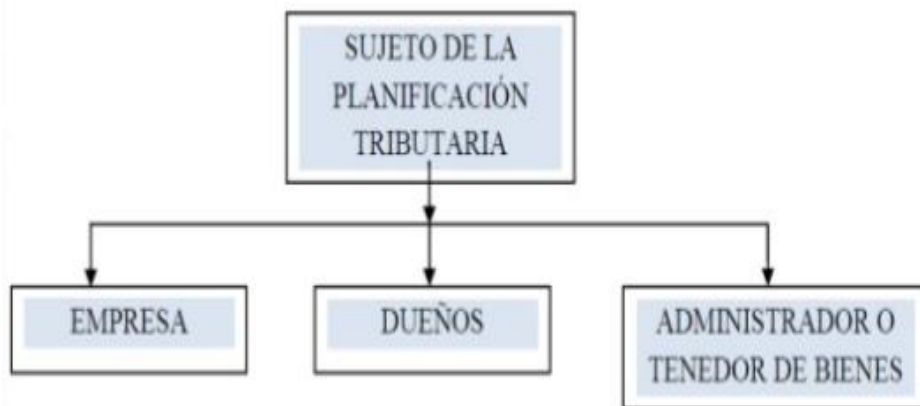 SUJETO DE LA
PLANIFICACIÓN
TRIBUTARIA
EMPRESA
DUEÑOS
ADMINISTRADOR O
TENEDOR DE BIENES